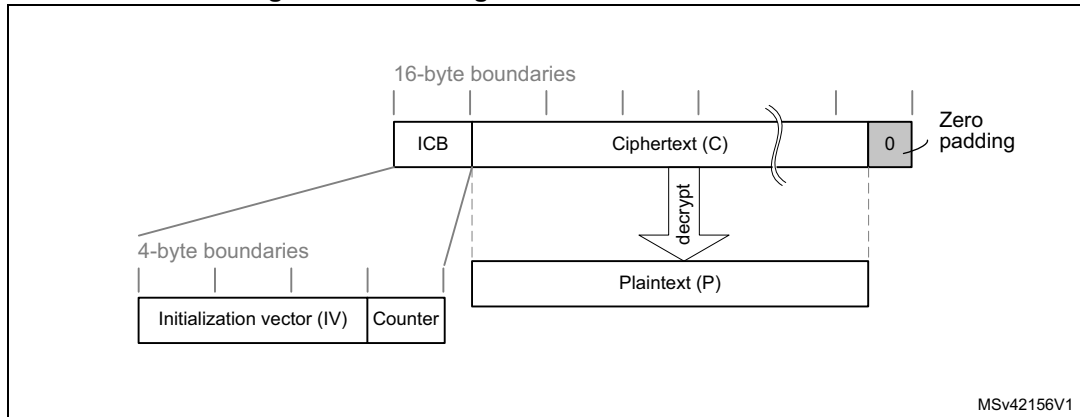 16-byte boundaries
ICB
Ciphertext (C)
0
Zero
padding
decrypt
4-byte boundaries
Plaintext (P)
Initialization vector (IV)
Counter
MSv42156V1